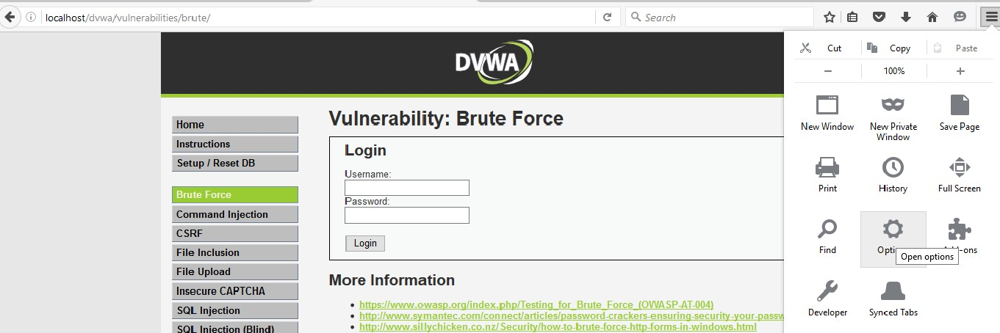 localhost/dvwa/vulnerabilities/brute/
Search
DVWA
Home
Instructions
Setup / Reset DB
Brute Force
Command Injection
CSRF
File Inclusion
File Upload
Insecure CAPTCHA
SQL Injection
SQL Injection (Blind)
Vulnerability: Brute Force
Login
Username:
Password:
Login
More Information
https://www.owasp.org/index.php/Testing_for_Brute_Force_(OWASP-AT-004)
http://www.symantec.com/connect/articles/password-crackers-ensuring-security-your-passw
http://www.sillychicken.co.nz/Security/how-to-brute-force-http-forms-in-windows.html
Cut Copy Paste
− 100% +
New Window
New Private
Window
Save Page
Print
History
Full Screen
Find
Opti
Open options
-ons
Developer
Synced Tabs